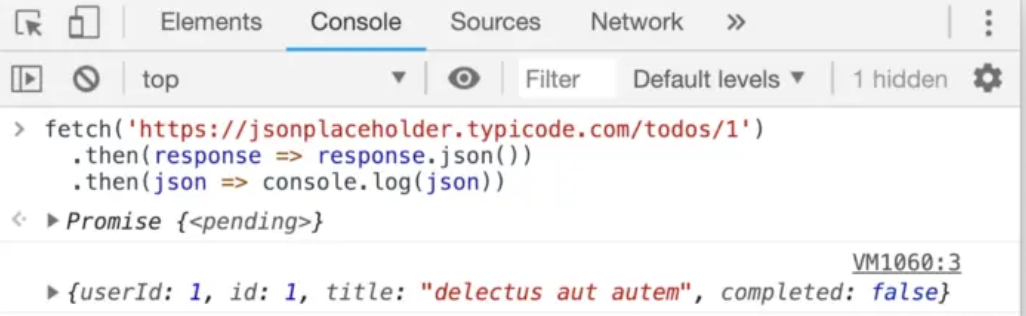 Elements Console Sources Network »
top Filter Default levels ▼ 1 hidden
> fetch('https://jsonplaceholder.typicode.com/todos/1')
.then(response => response.json())
.then(json => console.log(json))
Promise {<pending>}
VM1060:3
{userId: 1, id: 1, title: "delectus aut autem", completed: false}